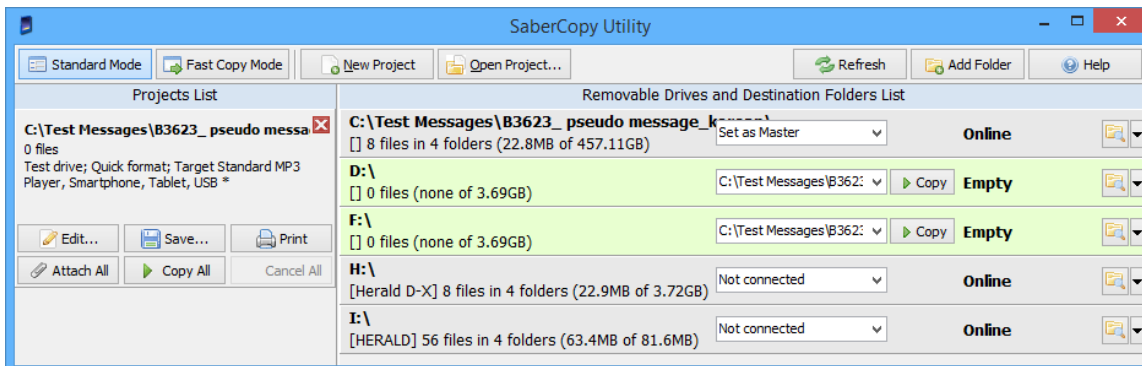 SaberCopy Utility
Standard Mode Fast Copy Mode New Project Open Project... Refresh Add Folder Help
Projects List
Removable Drives and Destination Folders List
C:\Test Messages\B3623_ pseudo messa
0 files
Test drive; Quick format; Target Standard MP3
Player, Smartphone, Tablet, USB *
Edit... Save... Print
Attach All Copy All Cancel All
C:\Test Messages\B3623_ pseudo message_korean\
[] 8 files in 4 folders (22.8MB of 457.11GB)
Set as Master
Online
D:\
[] 0 files (none of 3.69GB)
C:\Test Messages\B362:
Copy
Empty
F:\
[] 0 files (none of 3.69GB)
C:\Test Messages\B362:
Copy
Empty
H:\
[Herald D-X] 8 files in 4 folders (22.9MB of 3.72GB)
Not connected
Online
I:\
[HERALD] 56 files in 4 folders (63.4MB of 81.6MB)
Not connected
Online